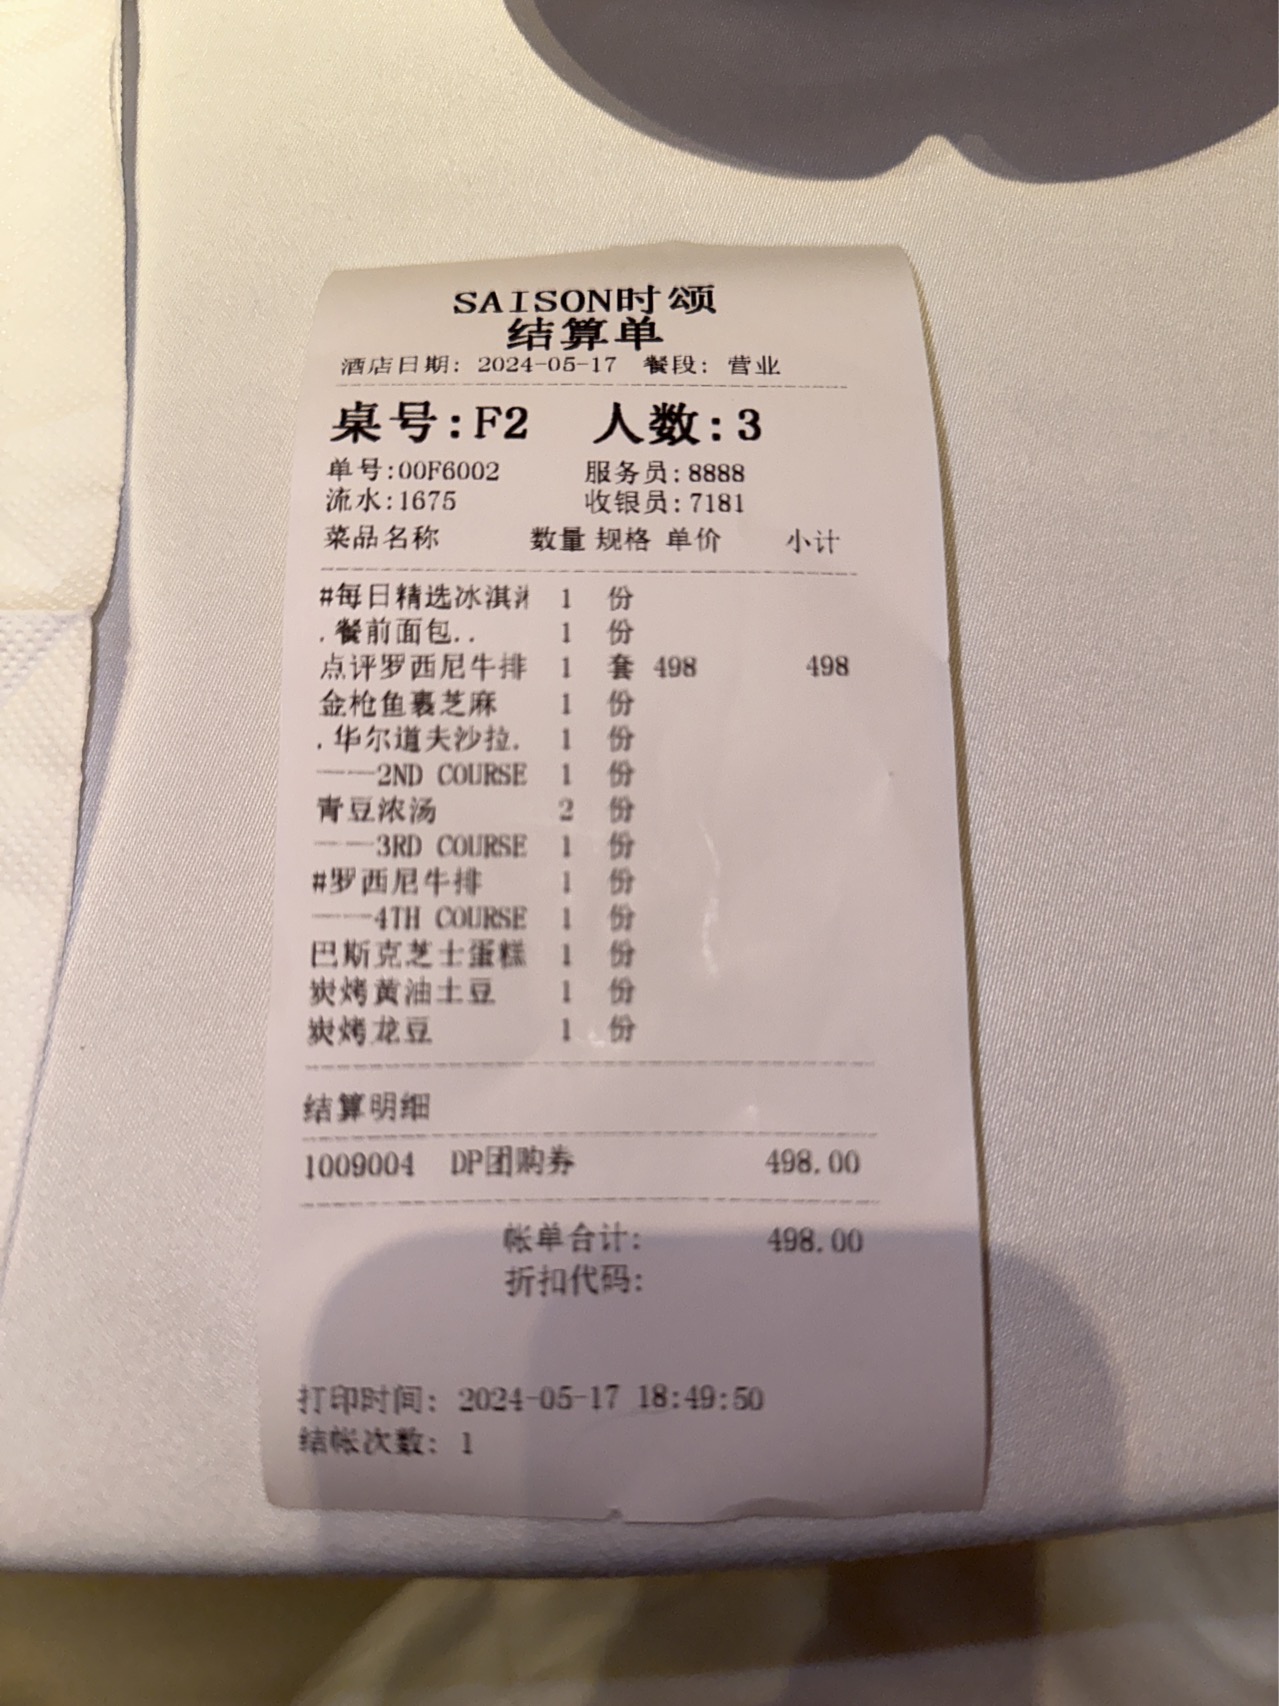 SAISON时颂
结算单
酒店日期: 2024-05-17 餐段: 营业
桌号:F2 人数:3
单号:00F6002 服务员:8888
流水:1675 收银员:7181
菜品名称 数量 规格 单价 小计
#每日精选冰淇淋 1 份
.餐前面包.. 1 份
点评罗西尼牛排 1 套 498 498
金枪鱼裹芝麻 1 份
.华尔道夫沙拉. 1 份
——2ND COURSE 1 份
青豆浓汤 2 份
——3RD COURSE 1 份
#罗西尼牛排 1 份
——4TH COURSE 1 份
巴斯克芝士蛋糕 1 份
炭烤黄油土豆 1 份
炭烤龙豆 1 份
结算明细
1009004 DP团购券 498.00
帐单合计: 498.00
折扣代码:
打印时间: 2024-05-17 18:49:50
结帐次数: 1